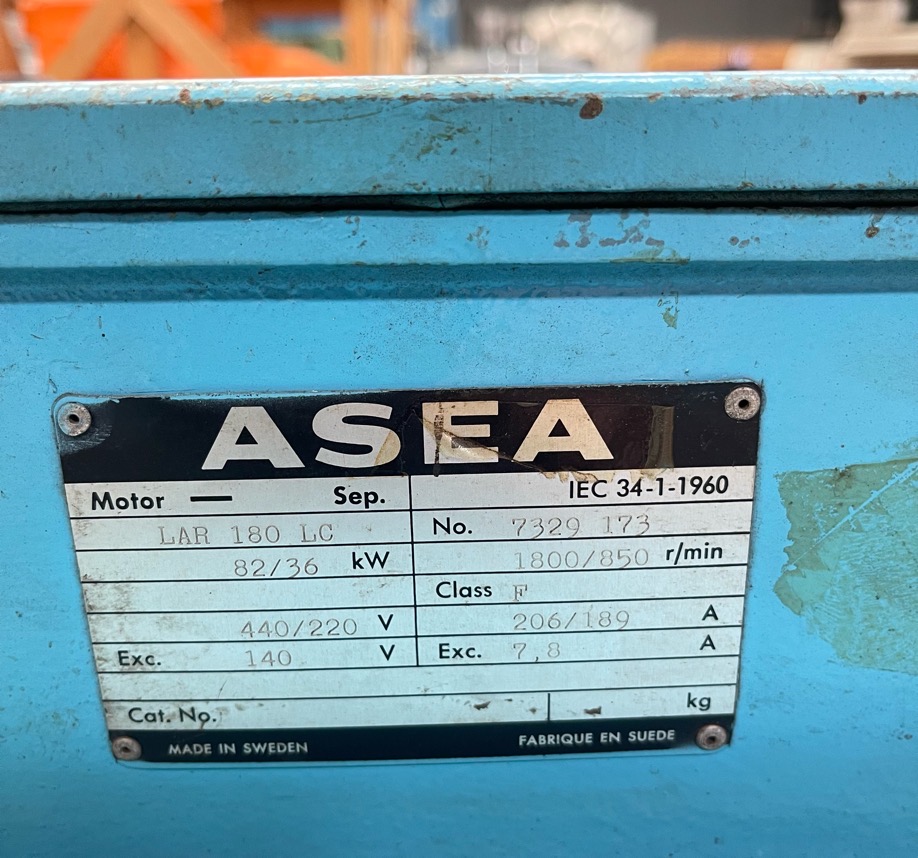 ASEA
Motor — Sep. IEC 34-1-1960
LAR 180 LC No. 7329 173
82/36 kW 1800/850 r/min
Class F
440/220 V 206/189 A
Exc. 140 V Exc. 7,8 A
Cat. No. kg
MADE IN SWEDEN FABRIQUE EN SUEDE